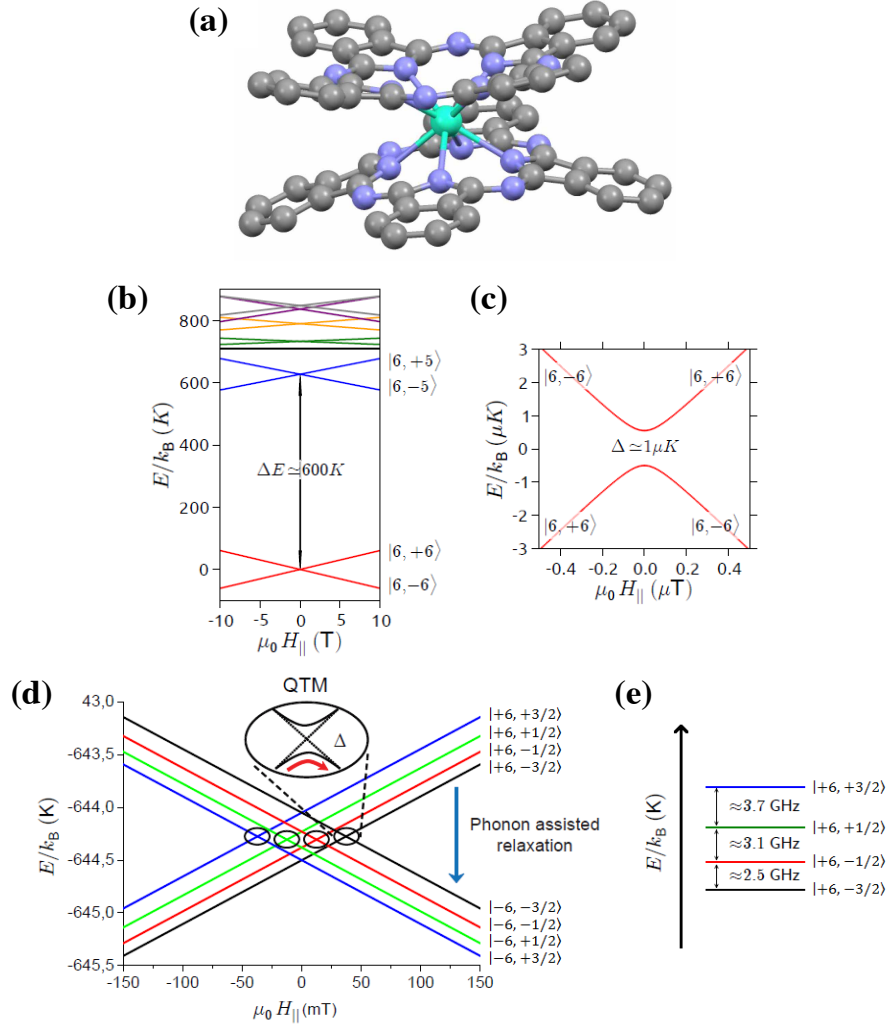 (a)
(b)
(c)
800
600
400
200
0
E/k_B (K)
|6,+5⟩
|6,−5⟩
ΔE≃600K
|6,+6⟩
|6,−6⟩
-10
-5
0
5
10
μ₀ H_|| (T)
3
2
1
0
-1
-2
-3
E/k_B (μK)
|6,−6⟩
|6,+6⟩
Δ≃1μK
|6,+6⟩
|6,−6⟩
-0.4
-0.2
0.0
0.2
0.4
μ₀ H_|| (μT)
(d)
QTM
Δ
43,0
-643,5
-644,0
-644,5
-645,0
-645,5
E/k_B (K)
|+6,+3/2⟩
|+6,+1/2⟩
|+6,−1/2⟩
|+6,−3/2⟩
Phonon assisted
relaxation
|−6,−3/2⟩
|−6,−1/2⟩
|−6,+1/2⟩
|−6,+3/2⟩
-150
-100
-50
0
50
100
150
μ₀ H_|| (mT)
(e)
E/k_B (K)
|+6,+3/2⟩
≈3.7 GHz
|+6,+1/2⟩
≈3.1 GHz
|+6,−1/2⟩
≈2.5 GHz
|+6,−3/2⟩